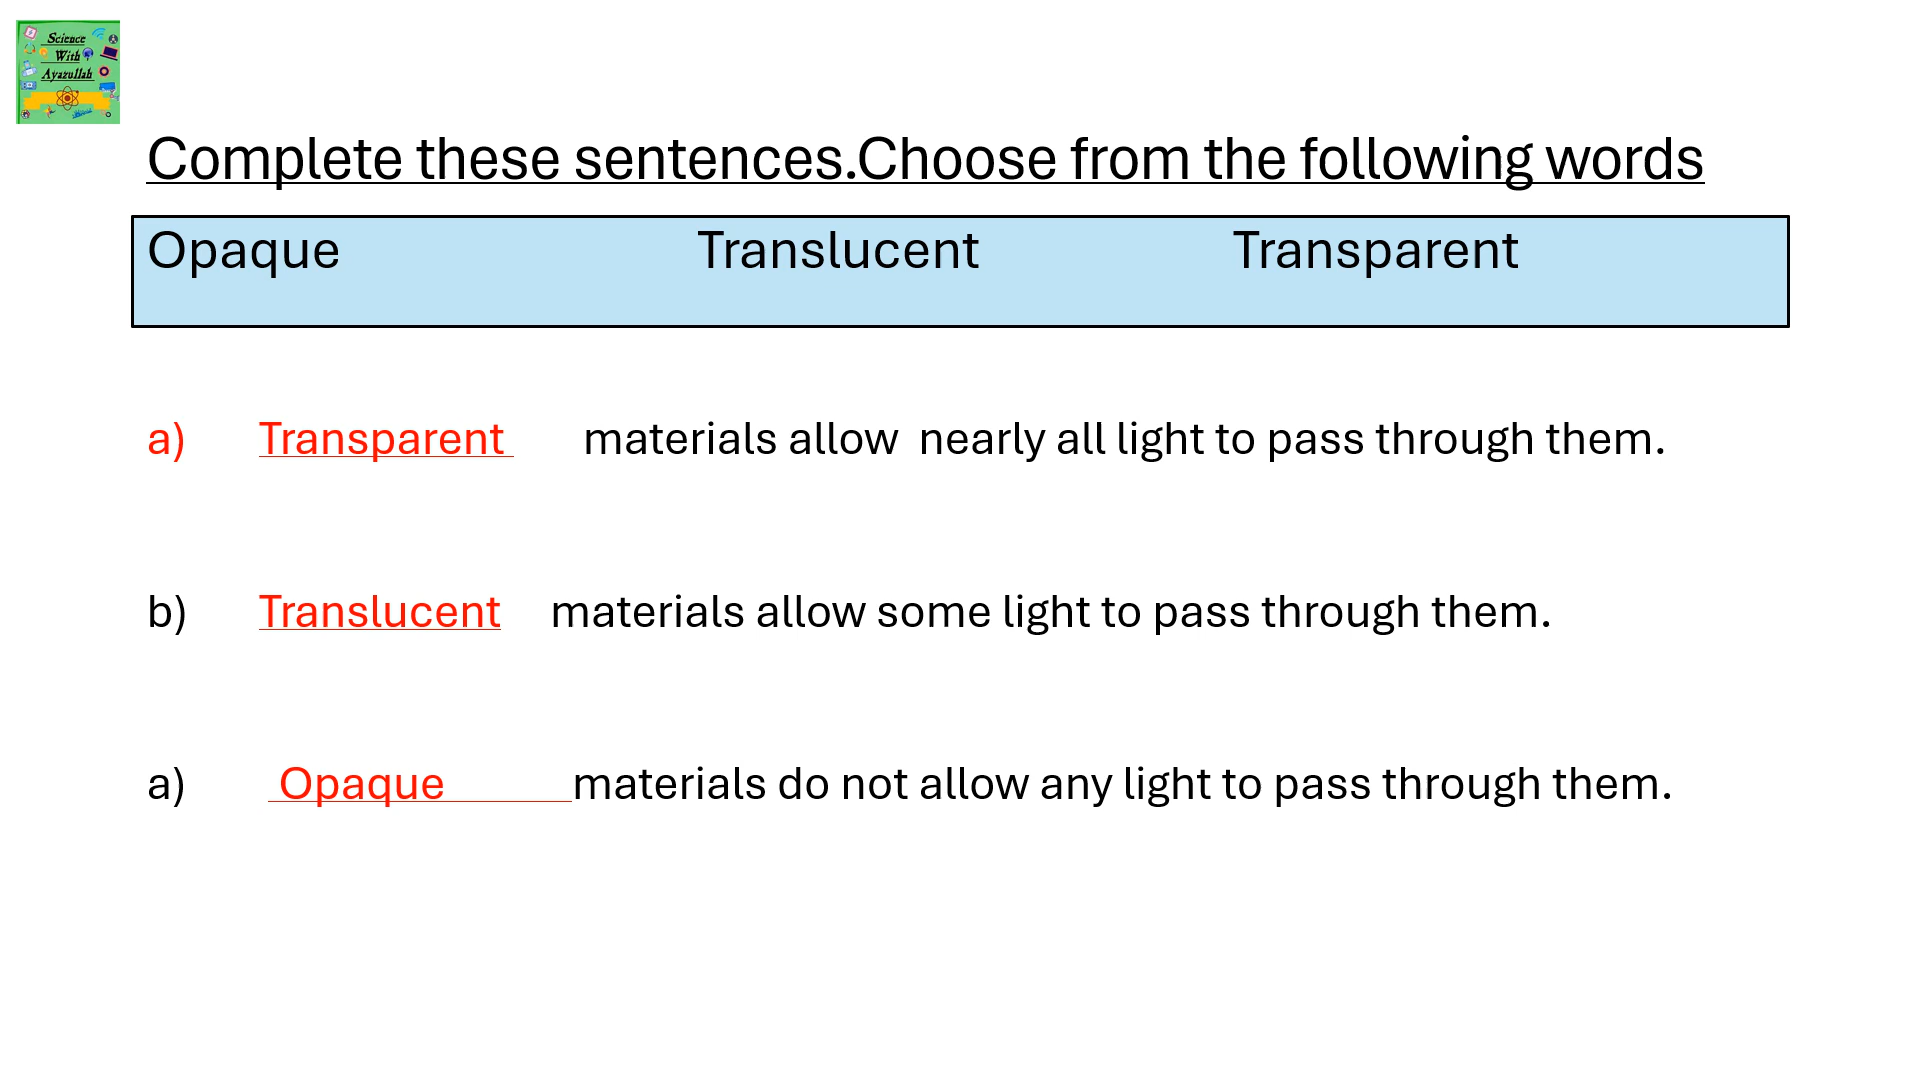 Science
With
Ayazullah
Complete these sentences.Choose from the following words
Opaque Translucent Transparent
a) Transparent materials allow nearly all light to pass through them.
b) Translucent materials allow some light to pass through them.
a) Opaque materials do not allow any light to pass through them.